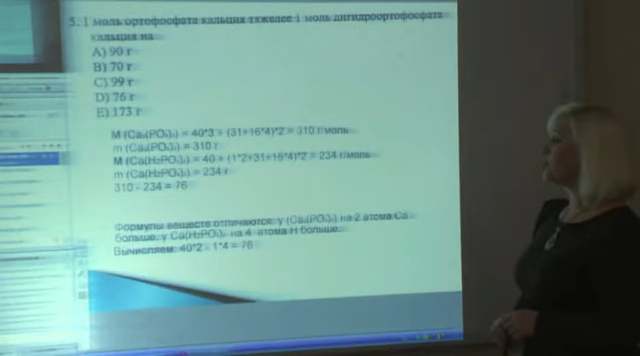 5. 1 моль ортофосфата кальция тяжелее 1 моль дигидроортофосфата
кальция на
A) 90 г
B) 70 г
C) 99 г
D) 76 г
E) 173 г
M (Ca₃(PO₄)₂) = 40*3 + (31+16*4)*2 = 310 г/моль
m (Ca₃(PO₄)₂) = 310 г
M (Ca(H₂PO₄)₂) = 40 + (1*2+31+16*4)*2 = 234 г/моль
m (Ca(H₂PO₄)₂) = 234 г
310 - 234 = 76
Формулы веществ отличаются: у (Ca₃(PO₄)₂) на 2 атома Ca
больше, у Ca(H₂PO₄)₂ на 4 атома H больше.
Вычисляем: 40*2 - 1*4 = 76